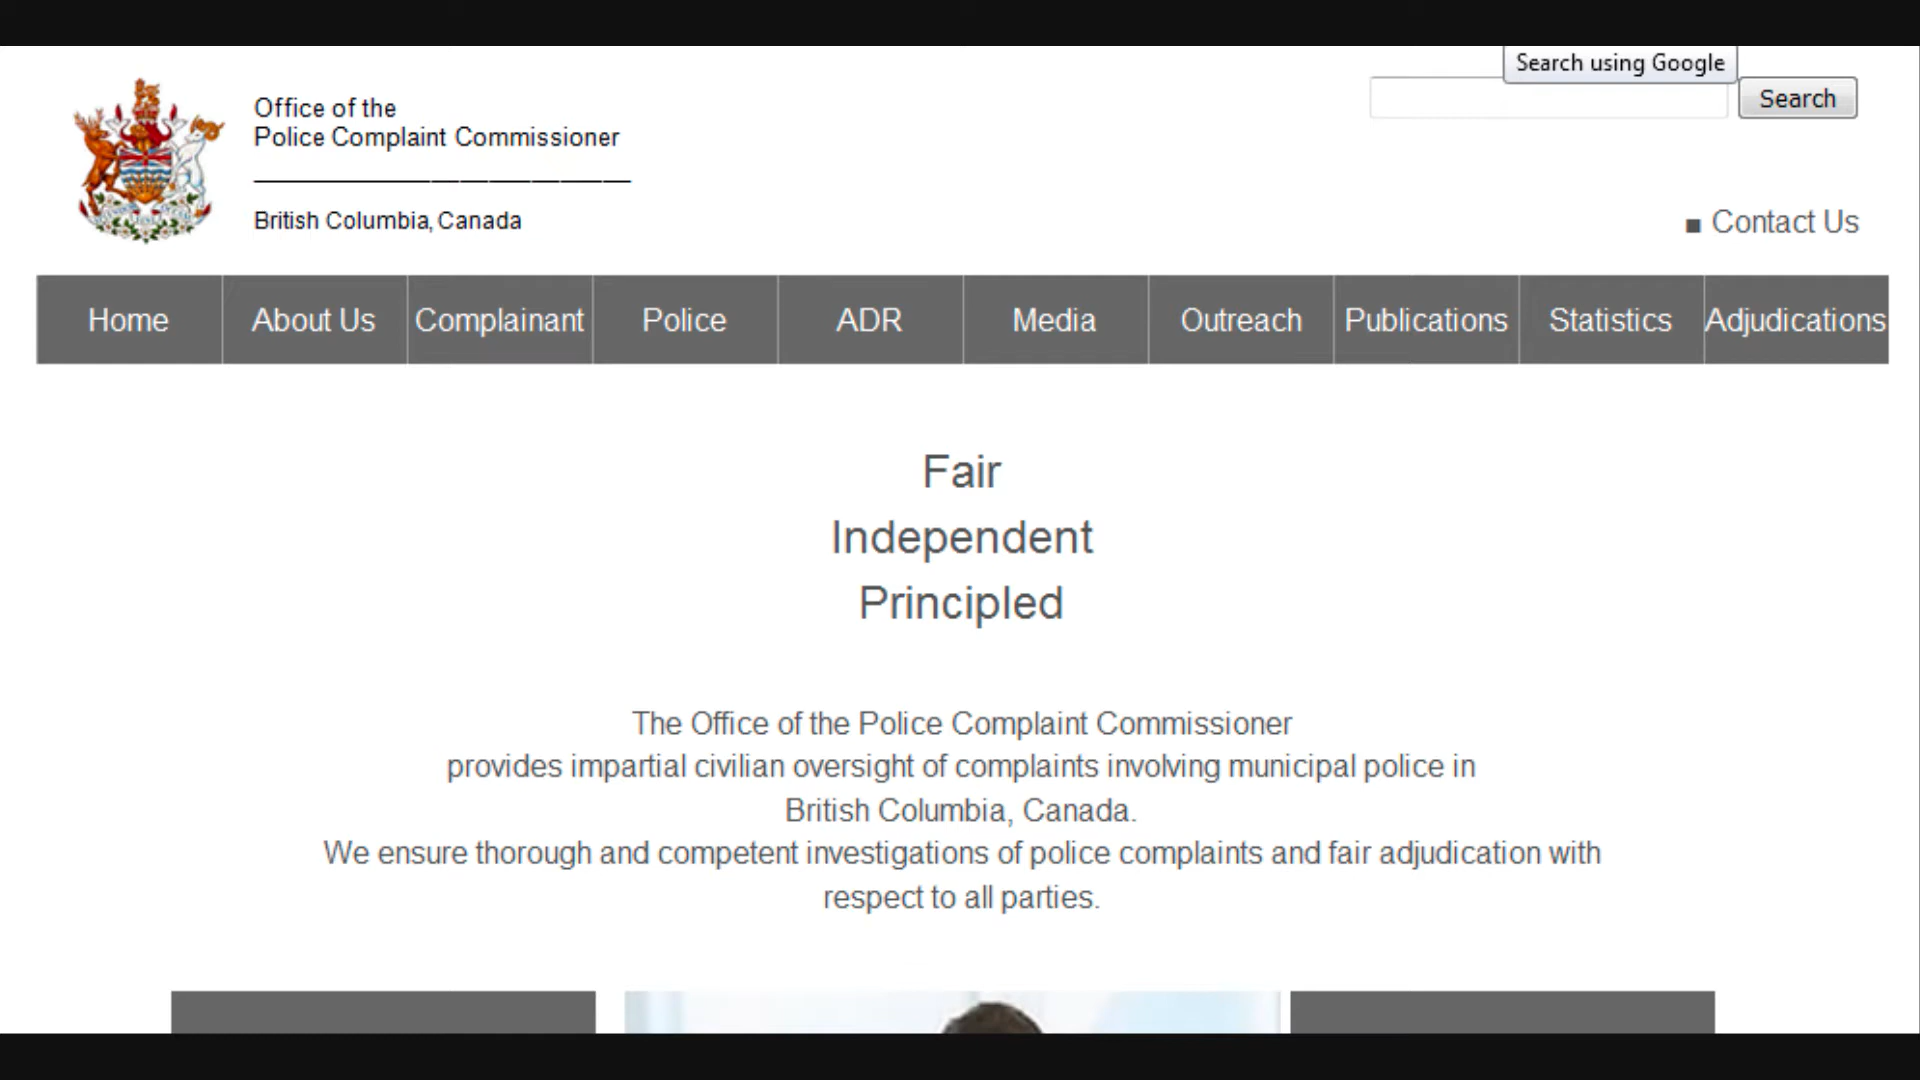 Search using Google
Office of the
Police Complaint Commissioner
Search
British Columbia, Canada
Contact Us
Home About Us Complainant Police ADR Media Outreach Publications Statistics Adjudications
Fair
Independent
Principled
The Office of the Police Complaint Commissioner
provides impartial civilian oversight of complaints involving municipal police in
British Columbia, Canada.
We ensure thorough and competent investigations of police complaints and fair adjudication with
respect to all parties.